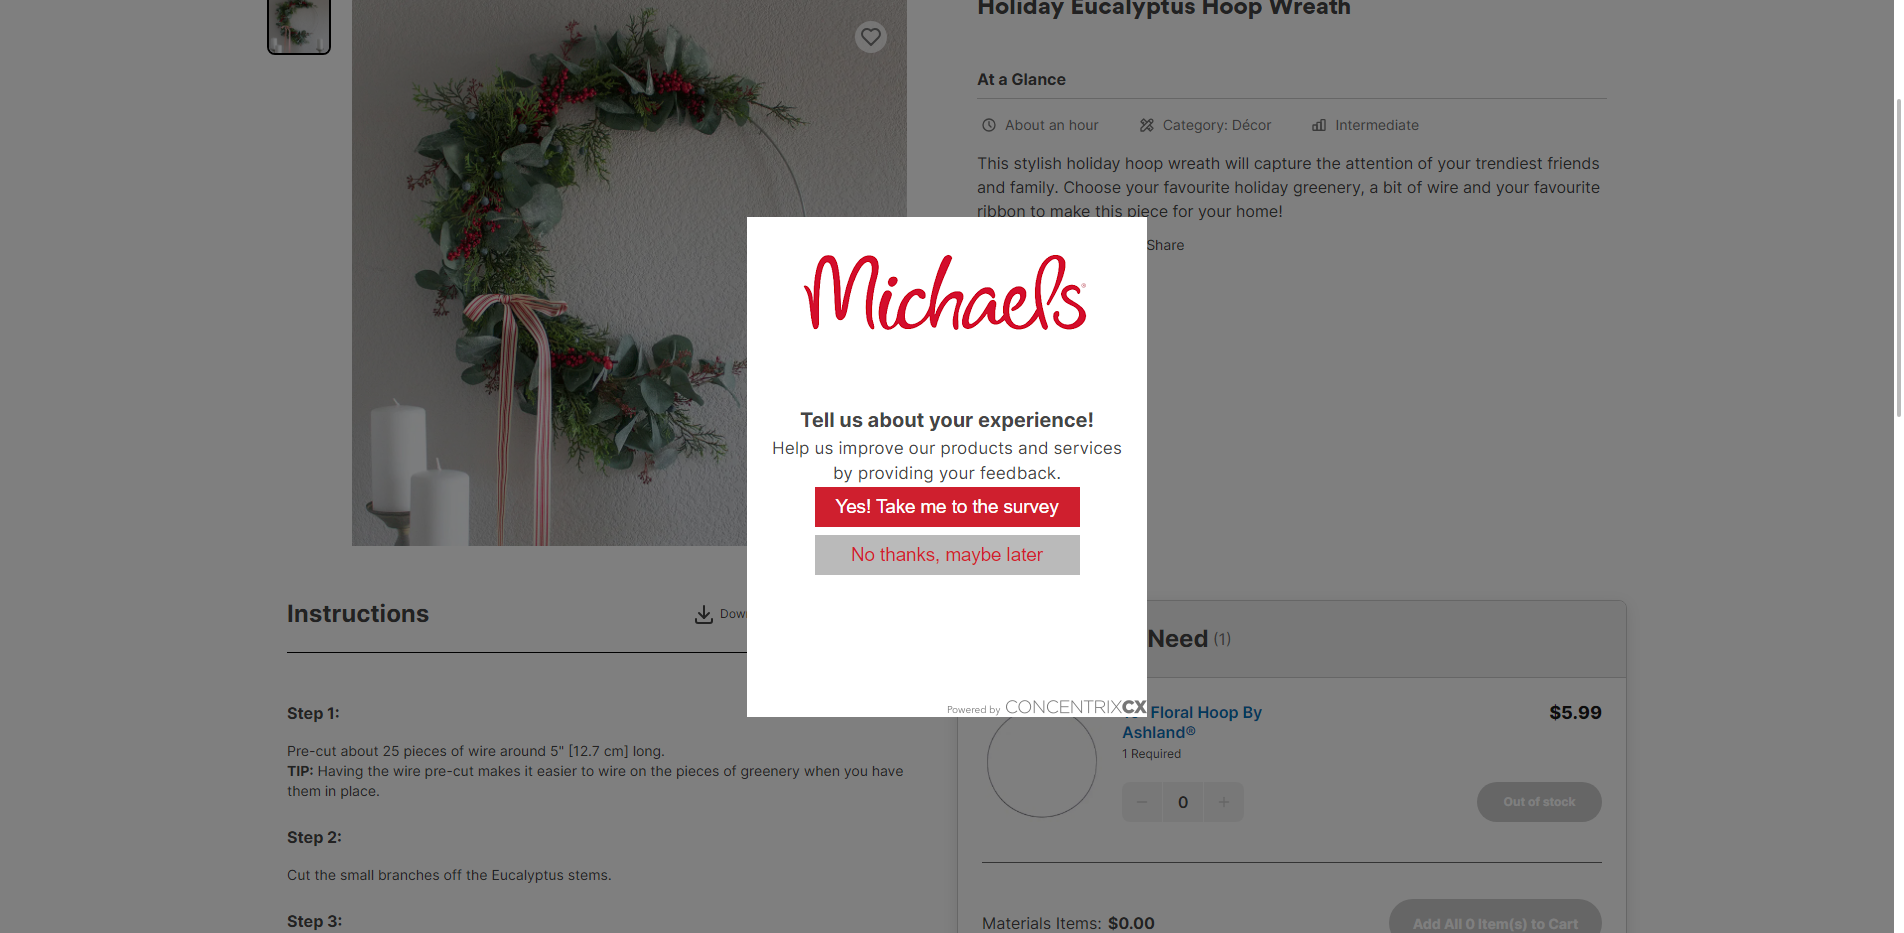 Holiday Eucalyptus Hoop Wreath
At a Glance
About an hour
Category: Décor
Intermediate
This stylish holiday hoop wreath will capture the attention of your trendiest friends
and family. Choose your favourite holiday greenery, a bit of wire and your favourite
ribbon to make this piece for your home!
Share
Michaels®
Tell us about your experience!
Help us improve our products and services
by providing your feedback.
Yes! Take me to the survey
No thanks, maybe later
Powered by CONCENTRIXCX
Instructions
Step 1:
Pre-cut about 25 pieces of wire around 5" [12.7 cm] long.
TIP: Having the wire pre-cut makes it easier to wire on the pieces of greenery when you have
them in place.
Step 2:
Cut the small branches off the Eucalyptus stems.
Step 3:
Need (1)
Floral Hoop By
Ashland®
$5.99
1 Required
− 0 +
Out of stock
Materials Items: $0.00
Add All 0 Item(s) to Cart